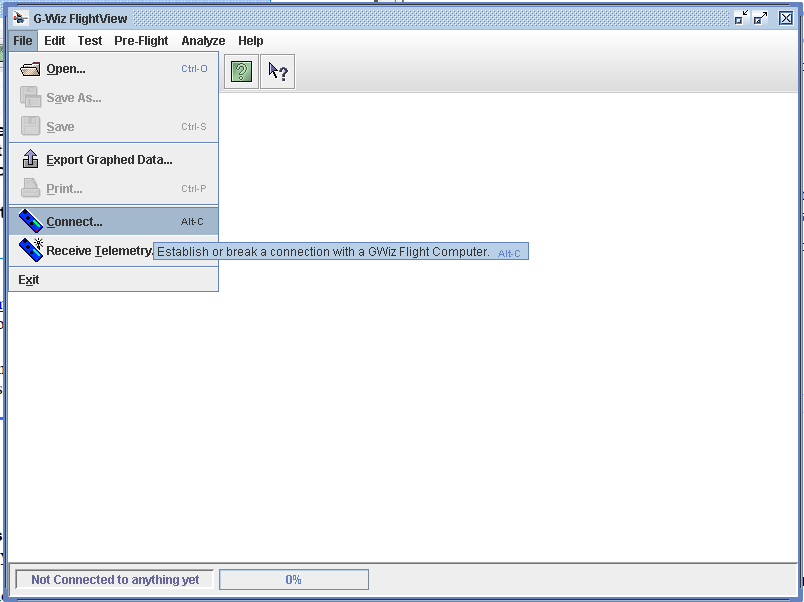 G-Wiz FlightView
File Edit Test Pre-Flight Analyze Help
Open... Ctrl-O
Save As...
Save Ctrl-S
Export Graphed Data...
Print... Ctrl-P
Connect... Alt-C
Receive Telemetry.
Establish or break a connection with a GWiz Flight Computer. Alt-C
Exit
Not Connected to anything yet 0%